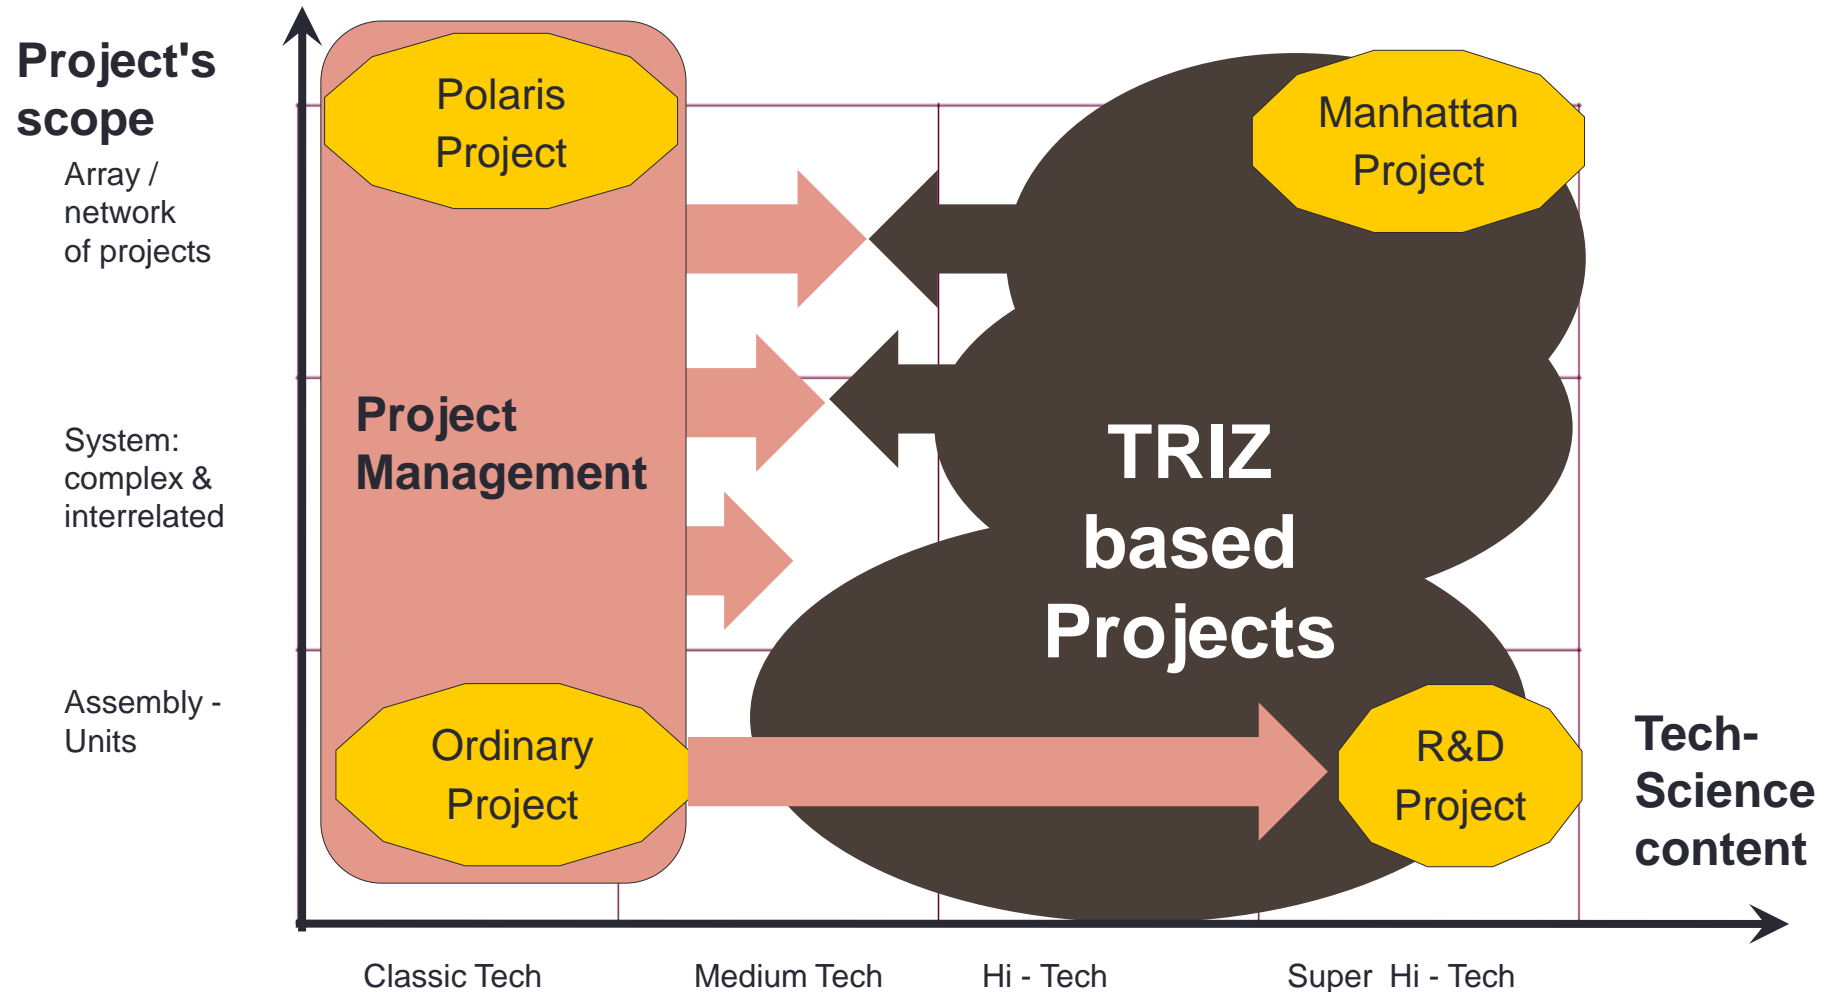 Project's
scope
Array /
network
of projects
System:
complex &
interrelated
Assembly -
Units
Polaris
Project
Manhattan
Project
Project
Management
TRIZ
based
Projects
Ordinary
Project
R&D
Project
Tech-
Science
content
Classic Tech
Medium Tech
Hi - Tech
Super Hi - Tech